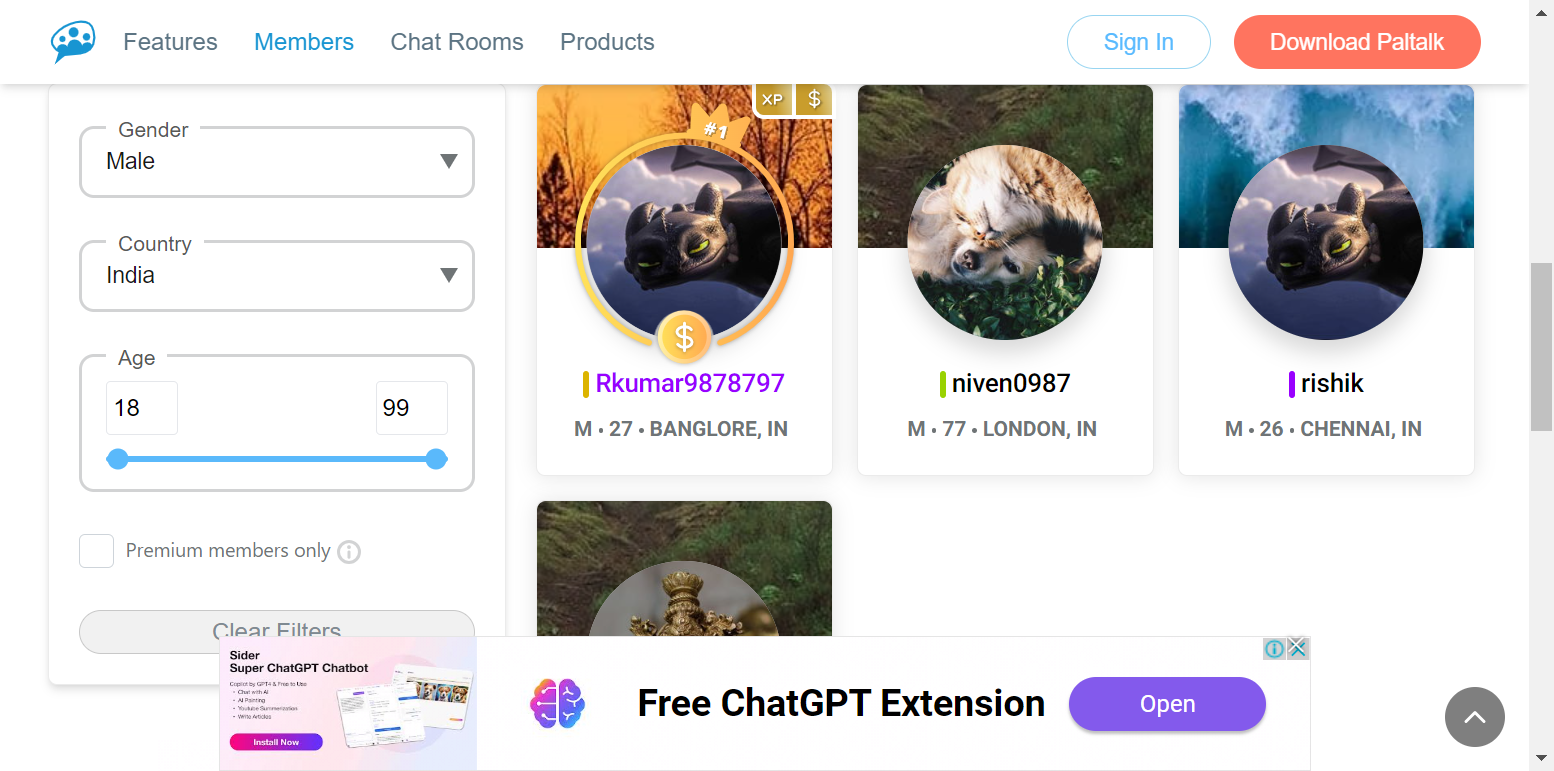 Features
Members
Chat Rooms
Products
Sign In
Download Paltalk
Gender
Male
Country
India
Age
18
99
Premium members only
Clear Filters
XP
$
#1
$
Rkumar9878797
M • 27 • BANGLORE, IN
niven0987
M • 77 • LONDON, IN
rishik
M • 26 • CHENNAI, IN
Sider
Super ChatGPT Chatbot
Copilot by GPT4 & Free to Use
• Chat with AI
• AI Painting
• Youtube Summerization
• Write Articles
Install Now
Free ChatGPT Extension
Open